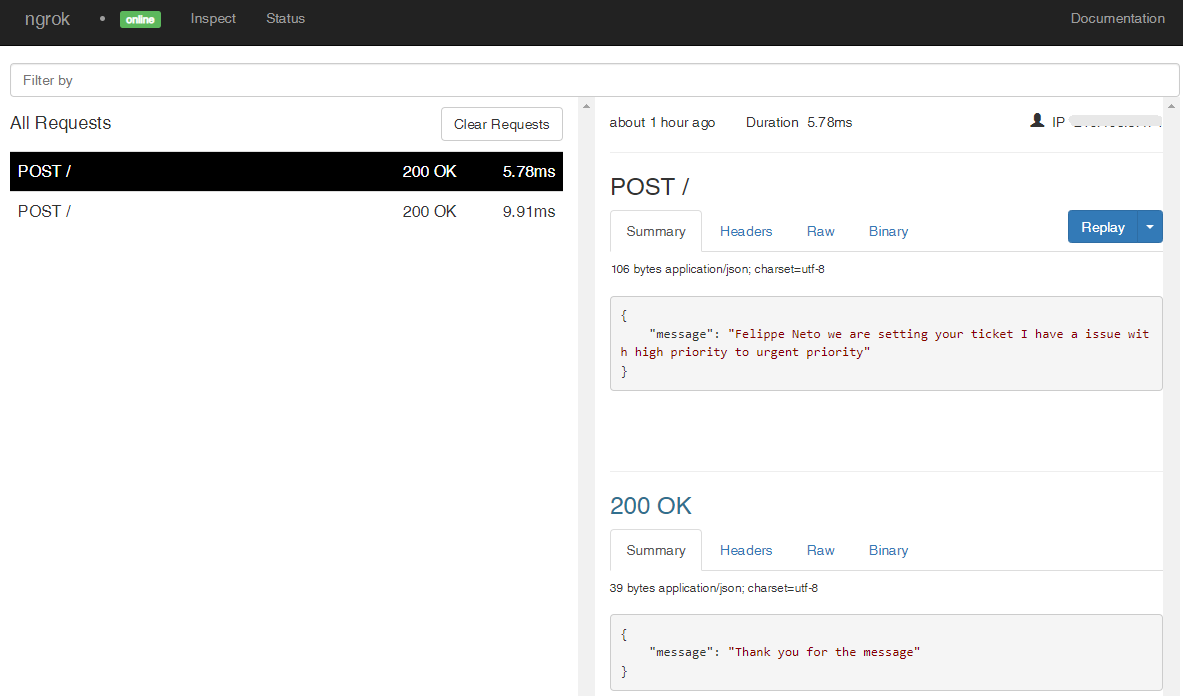 ngrok • online Inspect Status Documentation
Filter by
All Requests Clear Requests
POST / 200 OK 5.78ms
POST / 200 OK 9.91ms
about 1 hour ago Duration 5.78ms IP
POST /
Summary Headers Raw Binary Replay
106 bytes application/json; charset=utf-8
{
"message": "Felippe Neto we are setting your ticket I have a issue wit
h high priority to urgent priority"
}
200 OK
Summary Headers Raw Binary
39 bytes application/json; charset=utf-8
{
"message": "Thank you for the message"
}